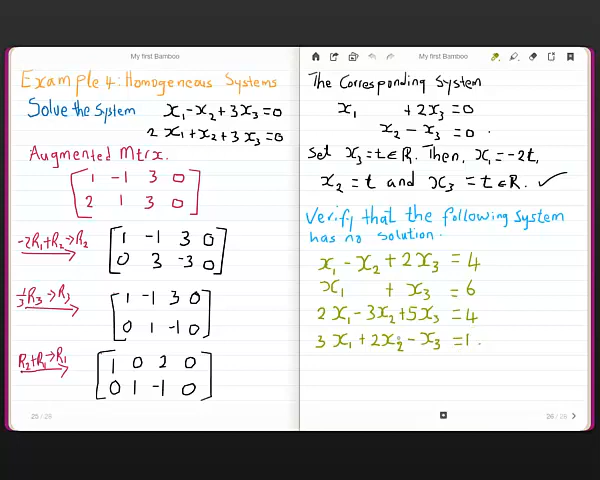 My first Bamboo
Example 4: Homogeneous Systems
Solve the System x₁ - x₂ + 3x₃ = 0
2x₁ + x₂ + 3x₃ = 0
Augmented Mtrx.
[1 -1 3 0
2 1 3 0]
-2R₁+R₂→R₂ [1 -1 3 0
0 3 -3 0]
⅓R₃→R₃ [1 -1 3 0
0 1 -1 0]
R₂+R₁→R₁ [1 0 2 0
0 1 -1 0]
25 / 26
My first Bamboo
The Corresponding System
x₁ + 2x₃ = 0
x₂ - x₃ = 0.
Set x₃ = t ∈ R. Then, x₁ = -2t,
x₂ = t and x₃ = t ∈ R. ✓
Verify that the following System
has no solution.
x₁ - x₂ + 2x₃ = 4
x₁ + x₃ = 6
2x₁ - 3x₂ + 5x₃ = 4
3x₁ + 2x₂ - x₃ = 1.
26 / 26